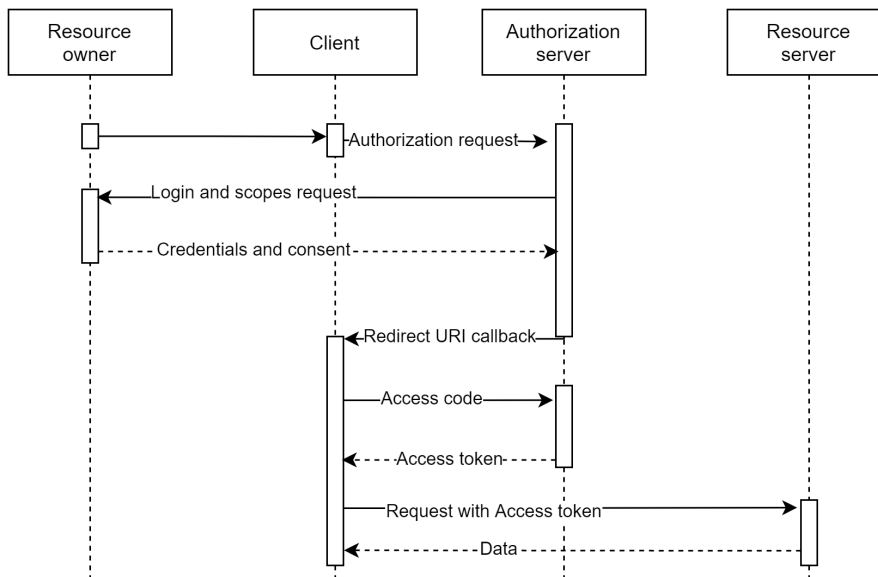 Resource
owner
Client
Authorization
server
Resource
server
Authorization request
Login and scopes request
Credentials and consent
Redirect URI callback
Access code
Access token
Request with Access token
Data